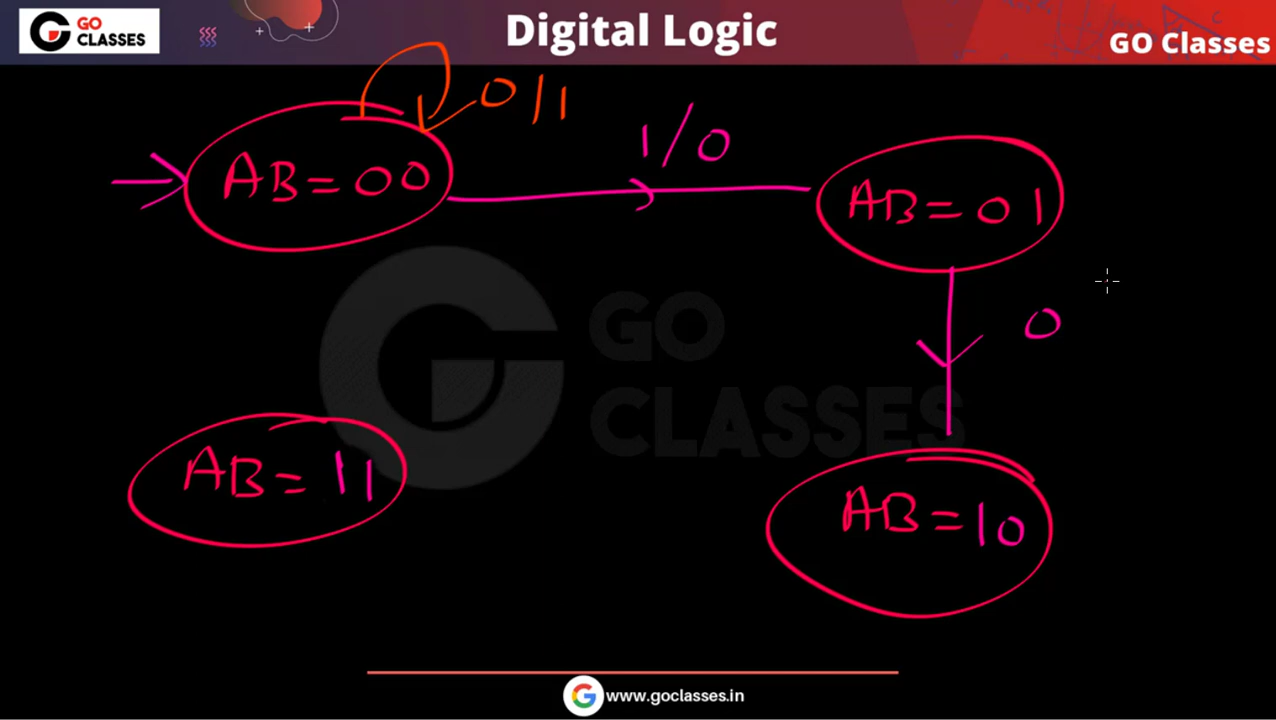 GO
CLASSES
Digital Logic
GO Classes
0/1
1/0
AB=00
AB=01
0
GO
CLASSES
AB=11
AB=10
www.goclasses.in